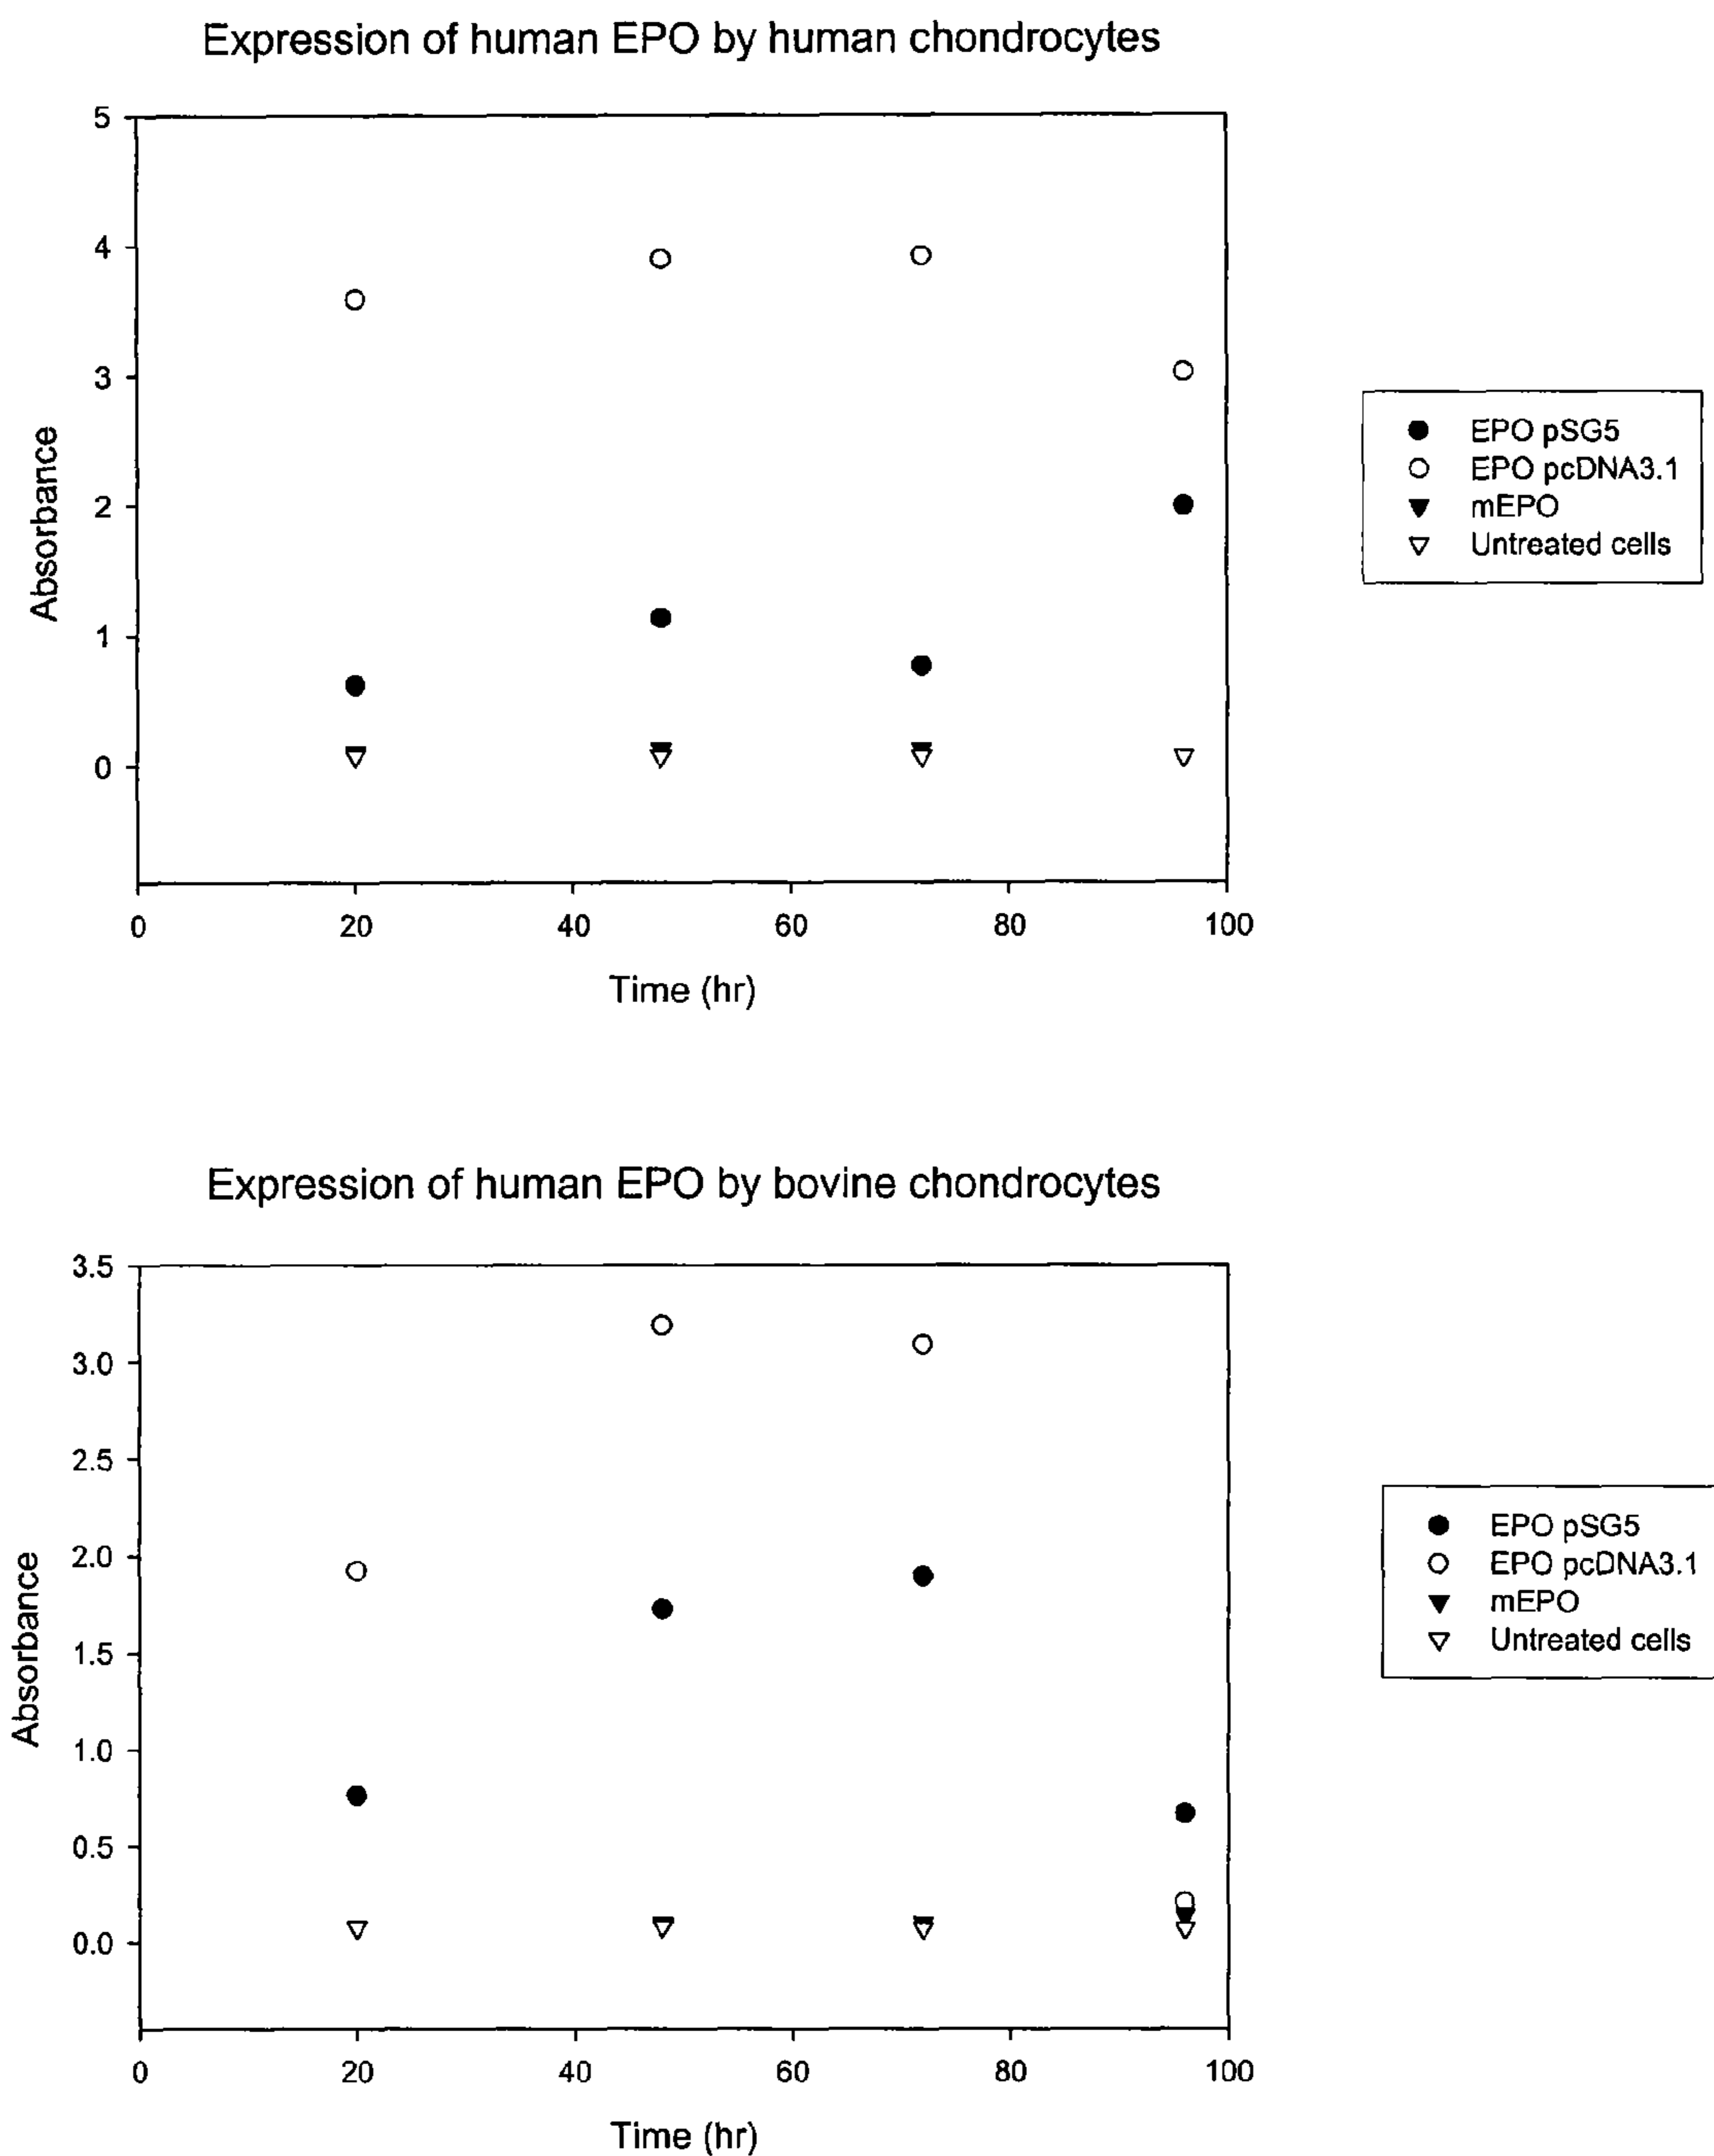 Expression of human EPO by human chondrocytes
5
4
3
2
1
0
Absorbance
0 20 40 60 80 100
Time (hr)
EPO pSG5
EPO pcDNA3.1
mEPO
Untreated cells
Expression of human EPO by bovine chondrocytes
3.5
3.0
2.5
2.0
1.5
1.0
0.5
0.0
Absorbance
0 20 40 60 80 100
Time (hr)
EPO pSG5
EPO pcDNA3.1
mEPO
Untreated cells